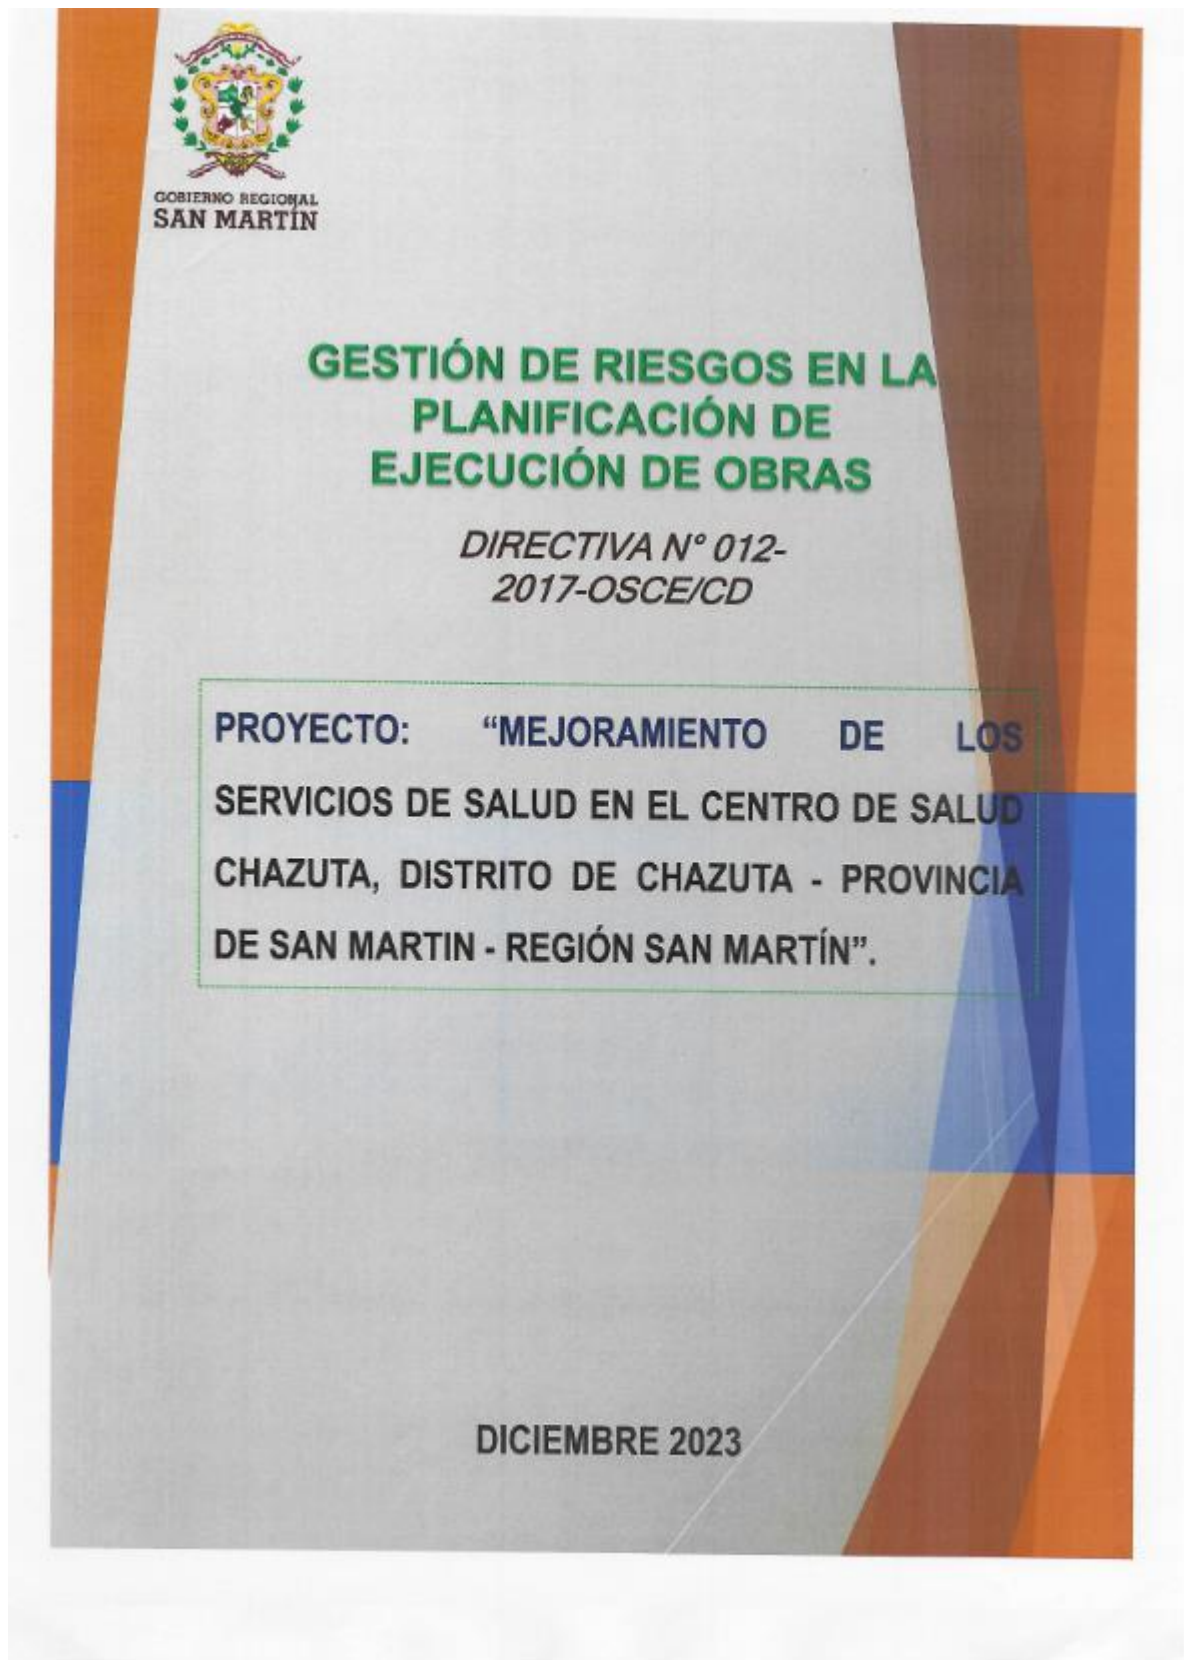 GOBIERNO REGIONAL
SAN MARTÍN
GESTIÓN DE RIESGOS EN LA
PLANIFICACIÓN DE
EJECUCIÓN DE OBRAS
DIRECTIVA N° 012-
2017-OSCE/CD
PROYECTO: “MEJORAMIENTO DE LOS
SERVICIOS DE SALUD EN EL CENTRO DE SALUD
CHAZUTA, DISTRITO DE CHAZUTA - PROVINCIA
DE SAN MARTIN - REGIÓN SAN MARTÍN”.
DICIEMBRE 2023